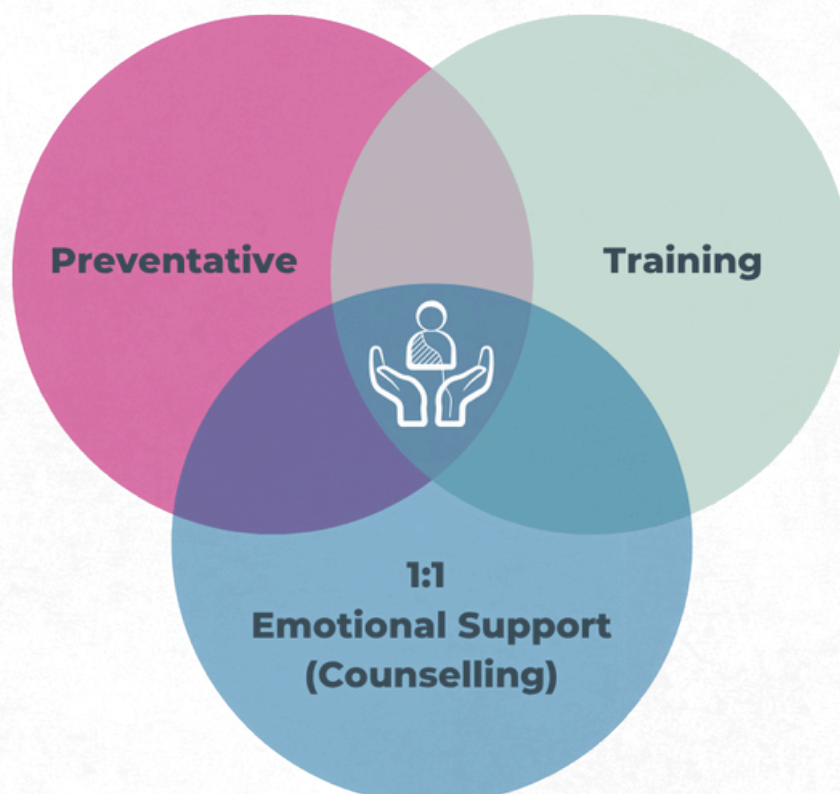 Preventative
Training
1:1
Emotional Support
(Counselling)